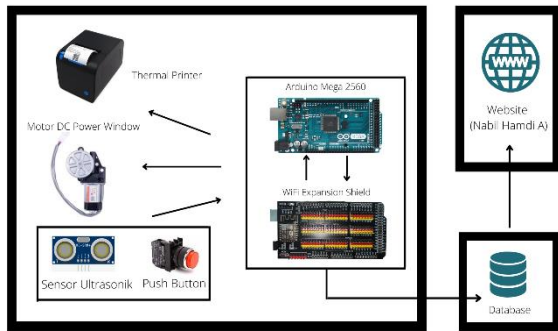 Thermal Printer
Motor DC Power Window
Sensor Ultrasonik
Push Button
Arduino Mega 2560
WiFi Expansion Shield
WWW
Website
(Nabil Hamdi A)
Database